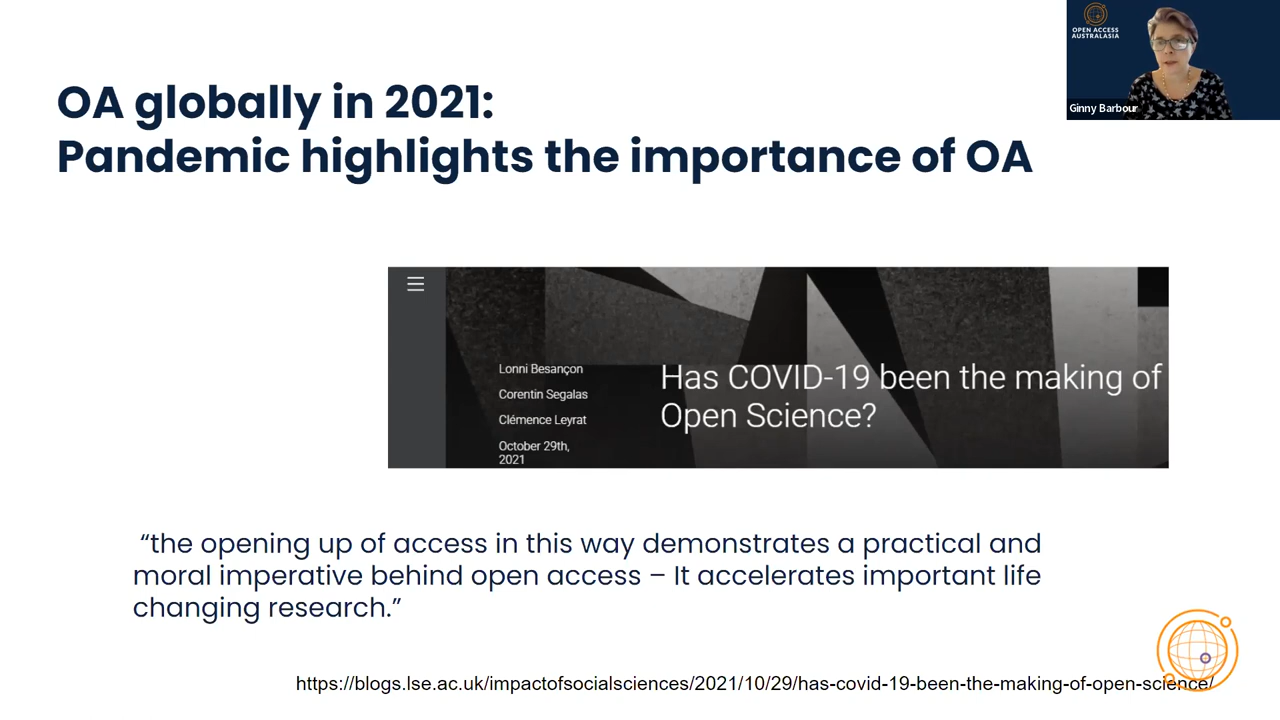 OPEN ACCESS
AUSTRALASIA
Ginny Barbour
OA globally in 2021:
Pandemic highlights the importance of OA
Lonni Besançon
Corentin Segalas
Clémence Leyrat
October 29th,
2021
Has COVID-19 been the making of
Open Science?
“the opening up of access in this way demonstrates a practical and
moral imperative behind open access – It accelerates important life
changing research.”
https://blogs.lse.ac.uk/impactofsocialsciences/2021/10/29/has-covid-19-been-the-making-of-open-science/